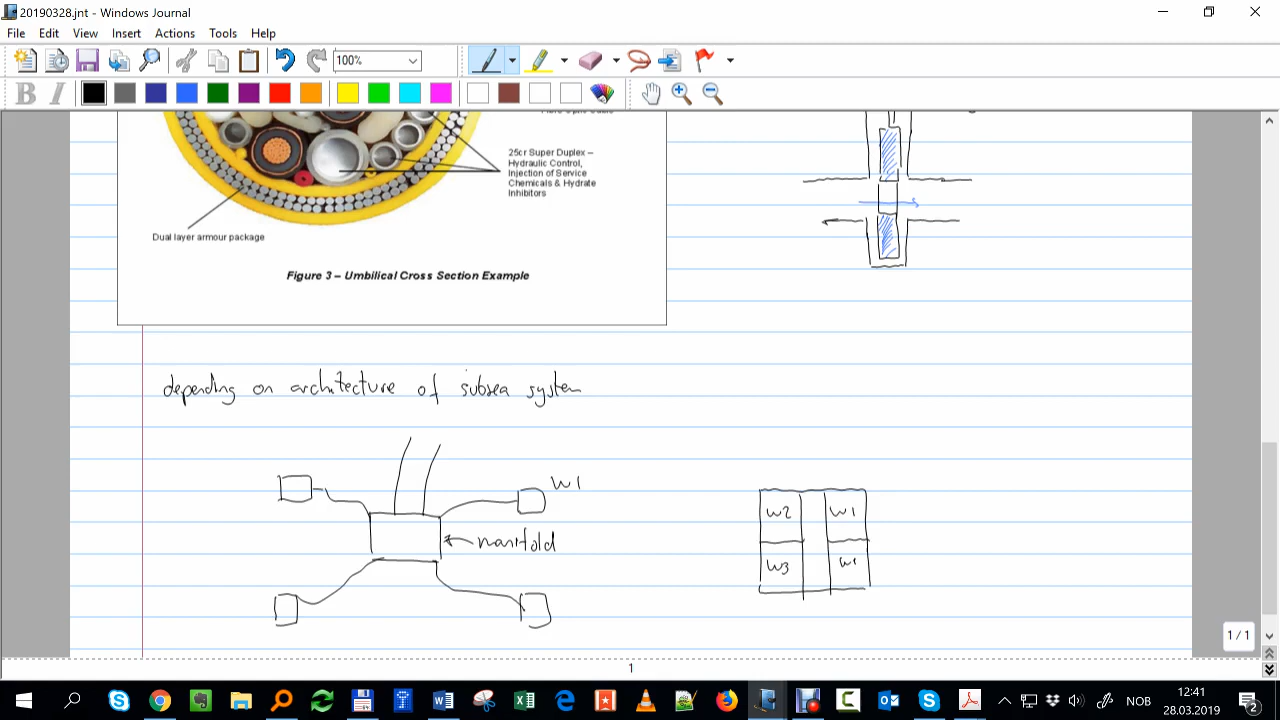 20190328.jnt - Windows Journal
File Edit View Insert Actions Tools Help
100%
B I
25cr Super Duplex –
Hydraulic Control,
Injection of Service
Chemicals & Hydrate
Inhibitors
Dual layer armour package
Figure 3 – Umbilical Cross Section Example
depending on architecture of subsea system
W1
manifold
W2 W1
W3
1 / 1
1
NOB
12:41
28.03.2019
2